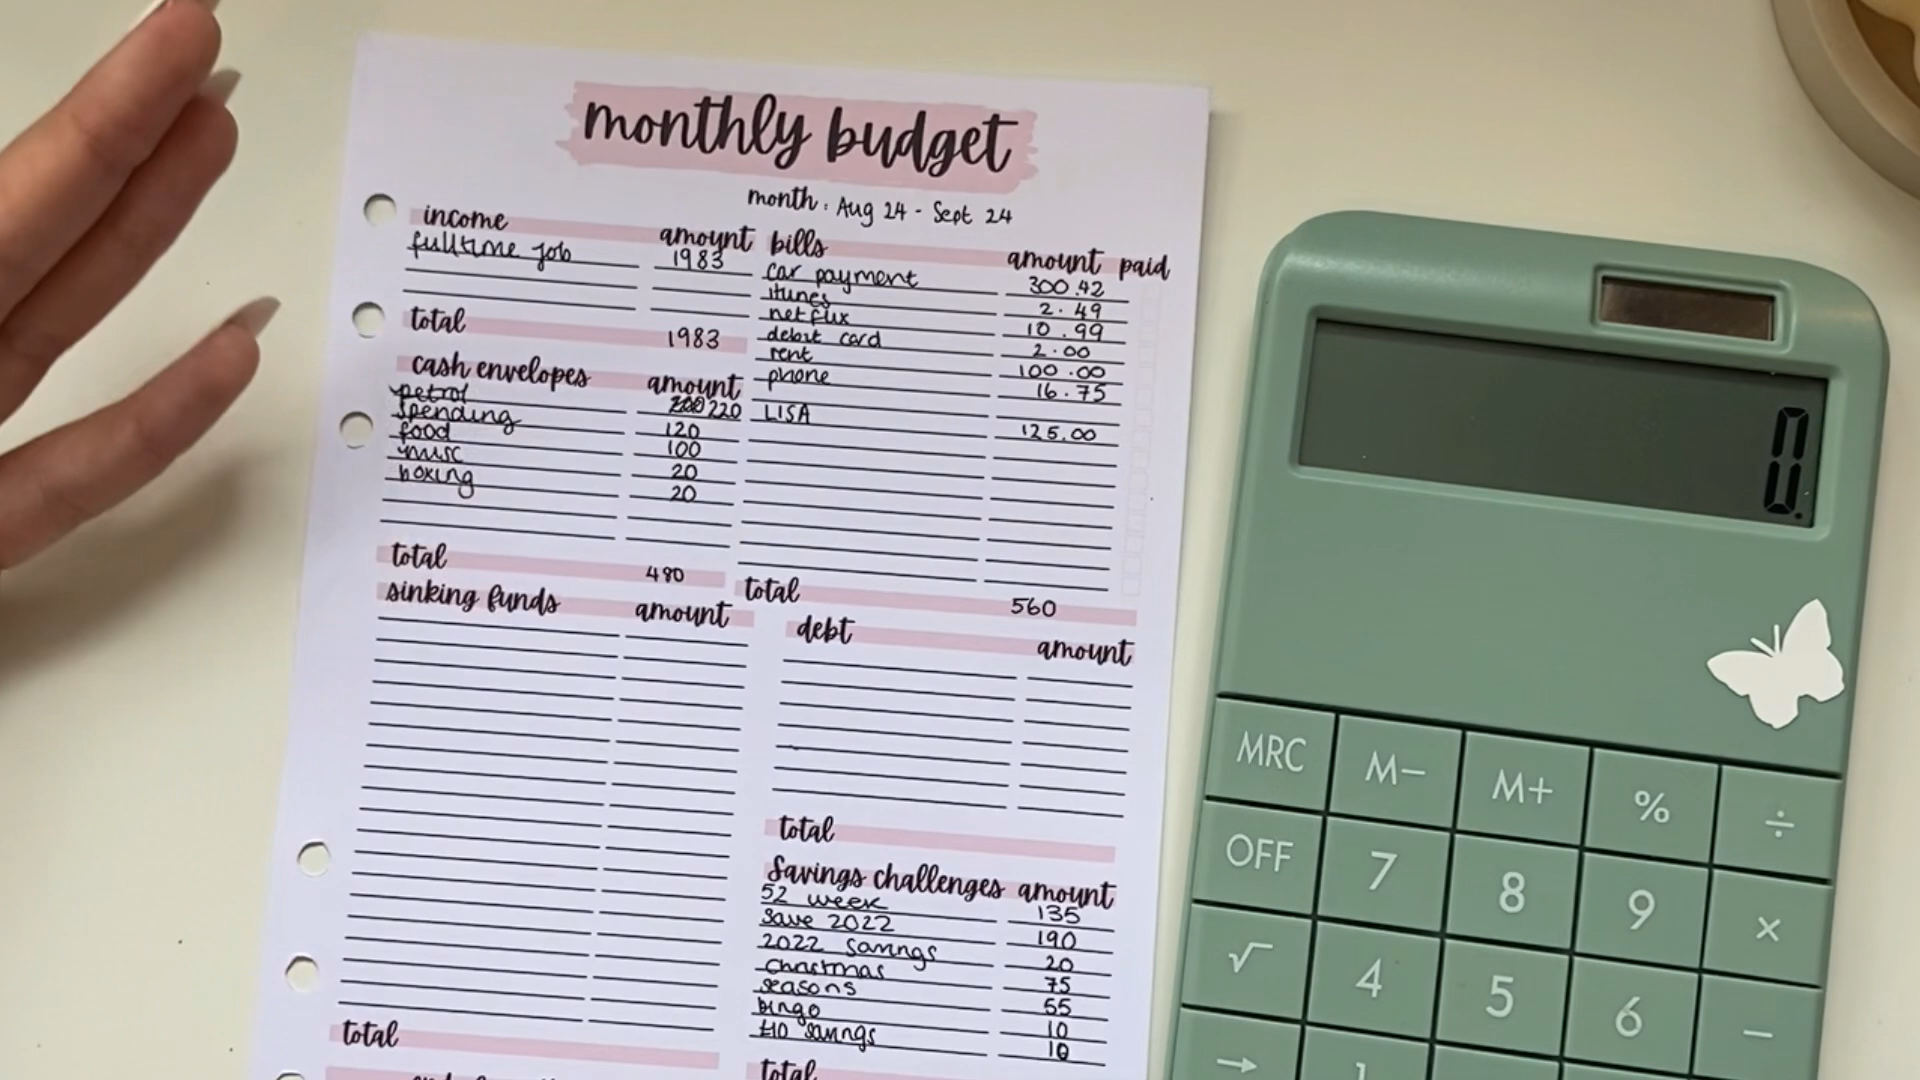 monthly budget
month: Aug 24 - Sept 24
income amount
fulltime job 1983
total 1983
cash envelopes amount
petrol 220
spending 120
food 100
misc 20
boxing 20
total 480
sinking funds amount
total
bills amount paid
car payment 300.42
itunes 2.49
netflix 10.99
debit card 2.00
rent 100.00
phone 16.75
LISA 125.00
total 560
debt amount
total
Savings challenges amount
52 week 135
Save 2022 190
2022 Savings 20
Christmas 75
seasons 55
bingo 10
£10 savings 10
total
0.
MRC M− M+ % ÷
OFF 7 8 9 ×
√ 4 5 6 −
→ 1